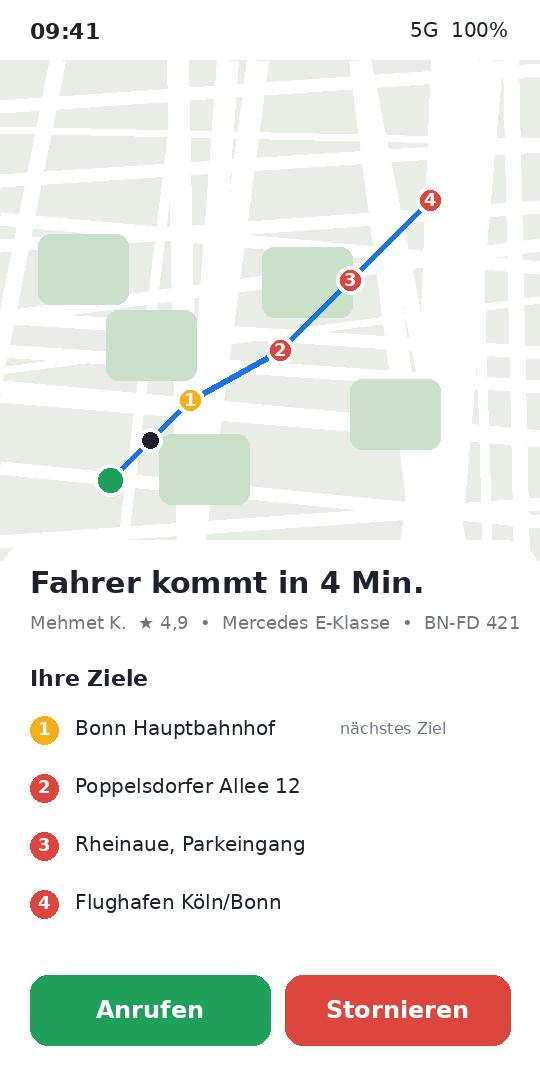 09:41 5G 100%
4
3
2
1
Fahrer kommt in 4 Min.
Mehmet K. ★ 4,9 • Mercedes E-Klasse • BN-FD 421
Ihre Ziele
1 Bonn Hauptbahnhof nächstes Ziel
2 Poppelsdorfer Allee 12
3 Rheinaue, Parkeingang
4 Flughafen Köln/Bonn
Anrufen Stornieren